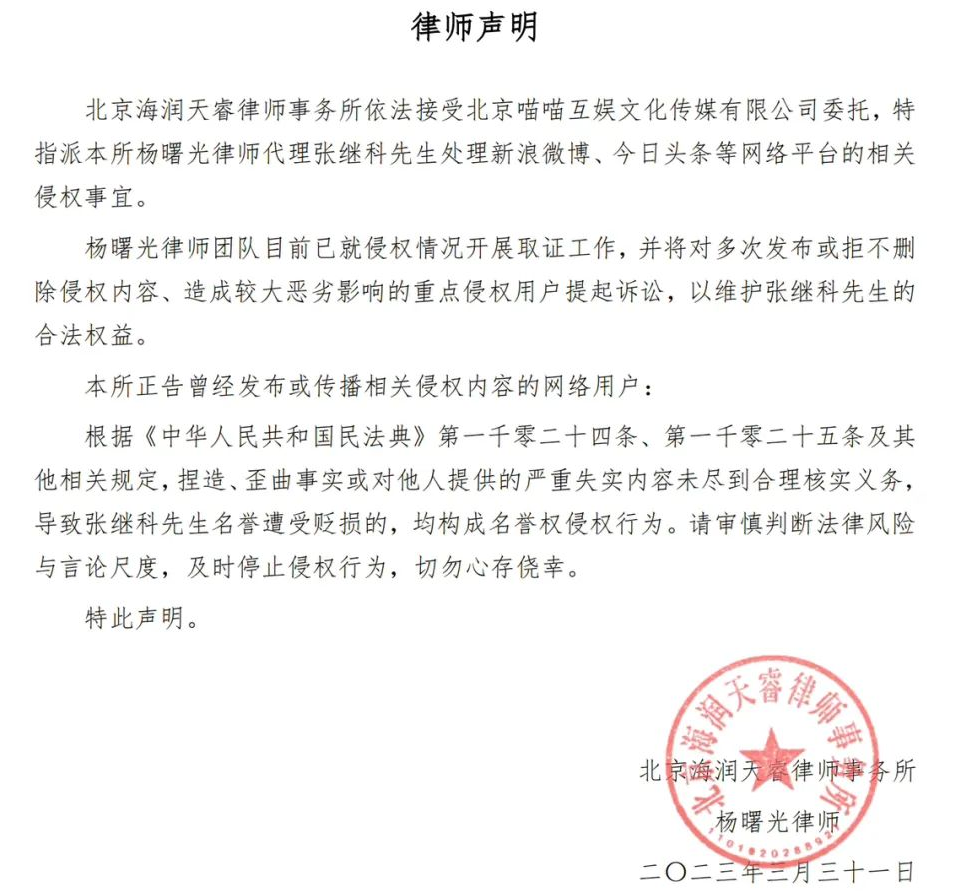 律师声明
北京海润天睿律师事务所依法接受北京喵喵互娱文化传媒有限公司委托，特
指派本所杨曙光律师代理张继科先生处理新浪微博、今日头条等网络平台的相关
侵权事宜。
杨曙光律师团队目前已就侵权情况开展取证工作，并将对多次发布或拒不删
除侵权内容、造成较大恶劣影响的重点侵权用户提起诉讼，以维护张继科先生的
合法权益。
本所正告曾经发布或传播相关侵权内容的网络用户：
根据《中华人民共和国民法典》第一千零二十四条、第一千零二十五条及其
他相关规定，捏造、歪曲事实或对他人提供的严重失实内容未尽到合理核实义务，
导致张继科先生名誉遭受贬损的，均构成名誉权侵权行为。请审慎判断法律风险
与言论尺度，及时停止侵权行为，切勿心存侥幸。
特此声明。
北京海润天睿律师事务所
北京海润天睿律师事务所
杨曙光律师
二〇二三年三月三十一日